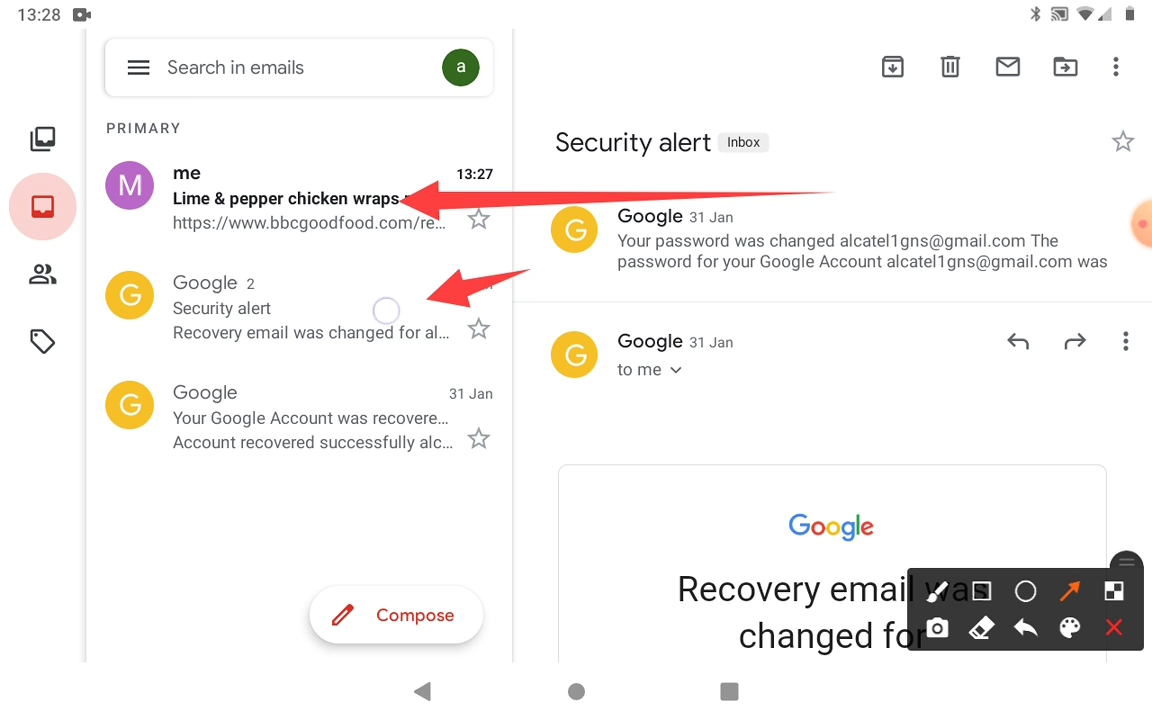 13:28
Search in emails
a
PRIMARY
M
me
13:27
Lime & pepper chicken wraps
https://www.bbcgoodfood.com/re...
G
Google 2
Security alert
Recovery email was changed for al...
G
Google
31 Jan
Your Google Account was recovere...
Account recovered successfully alc...
Compose
Security alert
Inbox
G
Google 31 Jan
Your password was changed alcatel1gns@gmail.com The
password for your Google Account alcatel1gns@gmail.com was
G
Google 31 Jan
to me
Google
Recovery email was
changed for